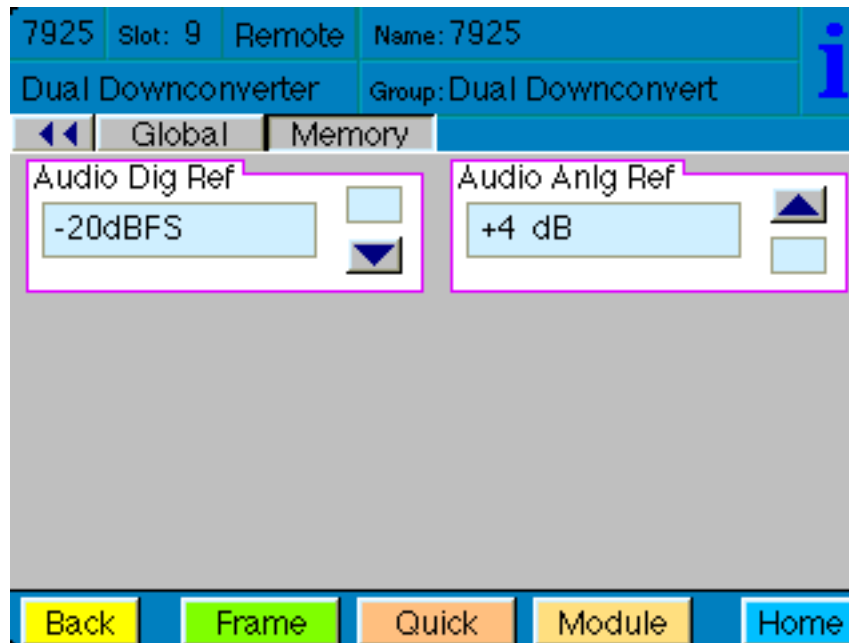 7925 Slot: 9 Remote Name: 7925
Dual Downconverter Group: Dual Downconvert
i
Global Memory
Audio Dig Ref
-20dBFS
Audio Anlg Ref
+4 dB
Back Frame Quick Module Home